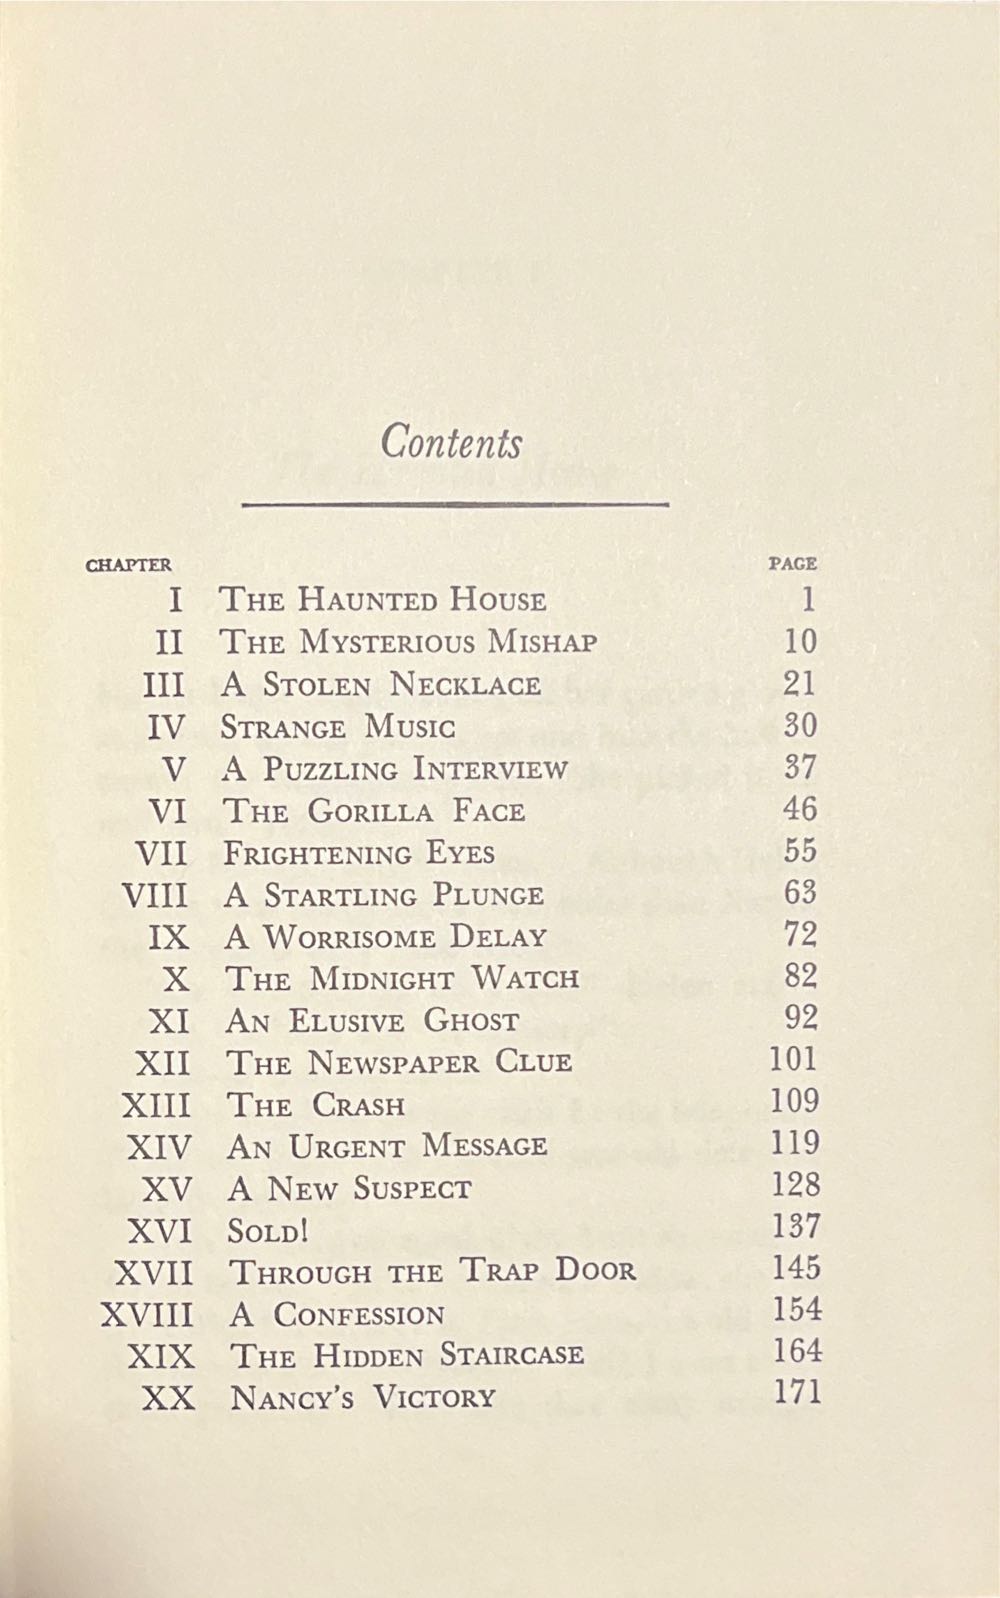 Contents
CHAPTER PAGE
I THE HAUNTED HOUSE 1
II THE MYSTERIOUS MISHAP 10
III A STOLEN NECKLACE 21
IV STRANGE MUSIC 30
V A PUZZLING INTERVIEW 37
VI THE GORILLA FACE 46
VII FRIGHTENING EYES 55
VIII A STARTLING PLUNGE 63
IX A WORRISOME DELAY 72
X THE MIDNIGHT WATCH 82
XI AN ELUSIVE GHOST 92
XII THE NEWSPAPER CLUE 101
XIII THE CRASH 109
XIV AN URGENT MESSAGE 119
XV A NEW SUSPECT 128
XVI SOLD! 137
XVII THROUGH THE TRAP DOOR 145
XVIII A CONFESSION 154
XIX THE HIDDEN STAIRCASE 164
XX NANCY'S VICTORY 171